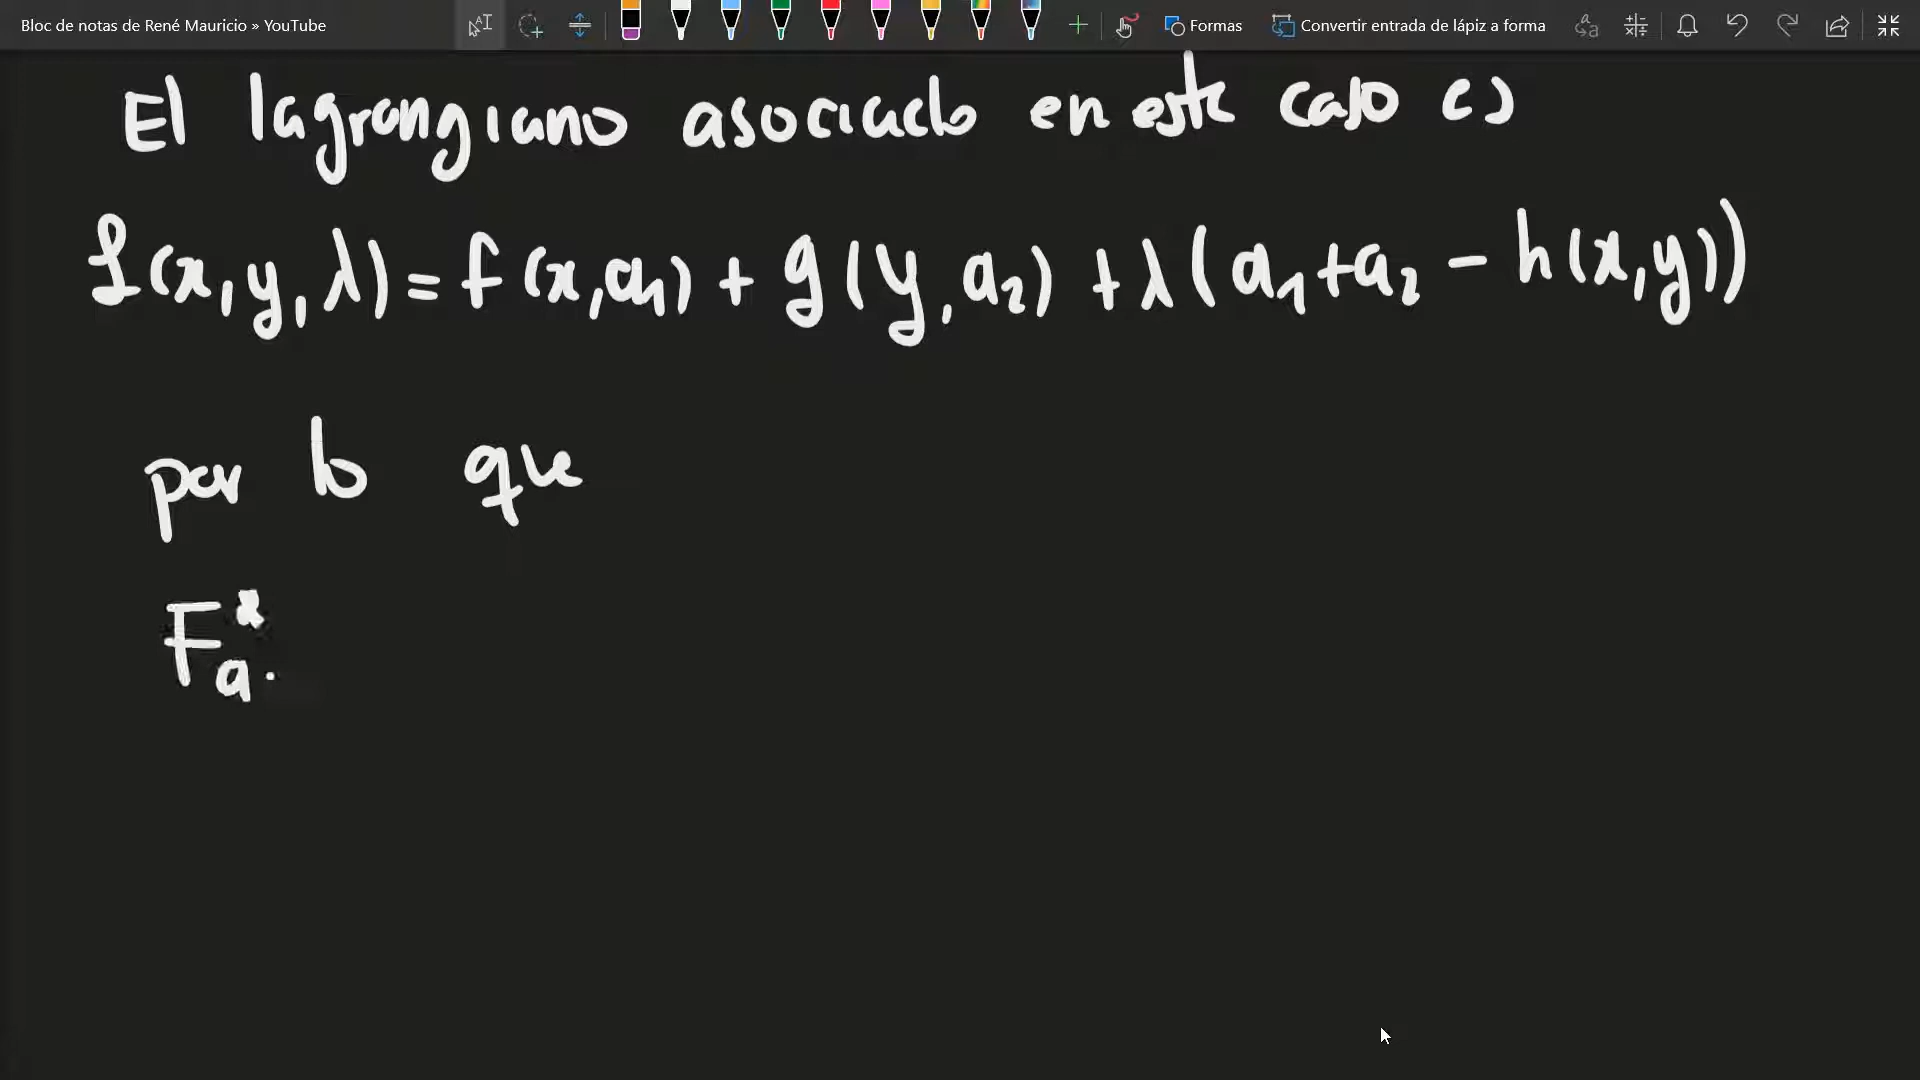 Bloc de notas de René Mauricio » YouTube Formas Convertir entrada de lápiz a forma
El lagrangiano asociado en este caso es
ℒ(x,y,λ)=f(x,a₁)+g(y,a₂)+λ(a₁+a₂-h(x,y))
por lo que
F*ₐ.